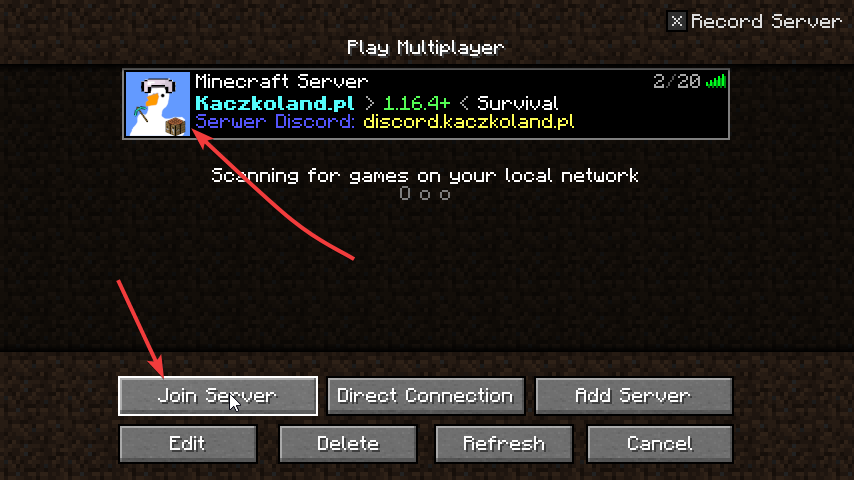 Record Server
Play Multiplayer
Minecraft Server 2/20
Kaczkoland.pl > 1.16.4+ < Survival
Serwer Discord: discord.kaczkoland.pl
Scanning for games on your local network
O o o
Join Server Direct Connection Add Server
Edit Delete Refresh Cancel